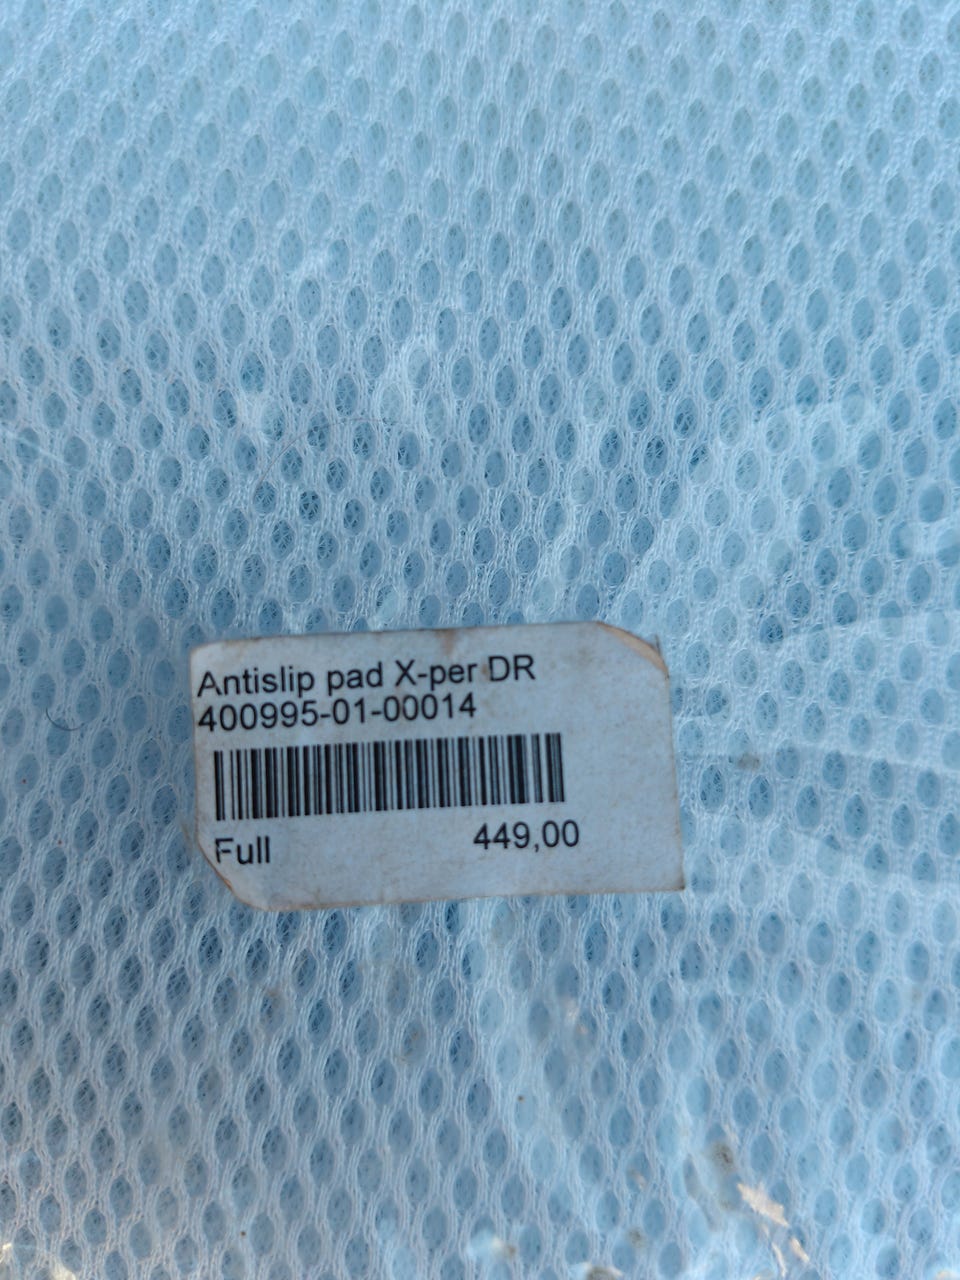 Antislip pad X-per DR
400995-01-00014
Full 449,00